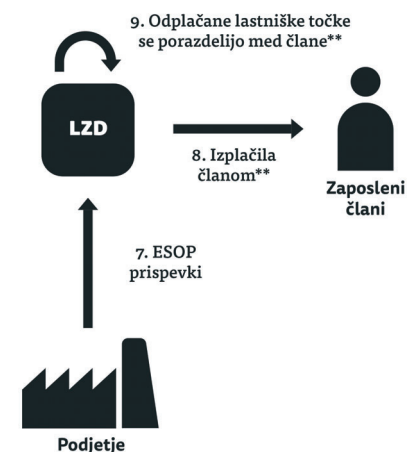 9. Odplačane lastniške točke
se porazdelijo med člane**
LZD
8. Izplačila
članom**
Zaposleni
člani
7. ESOP
prispevki
Podjetje